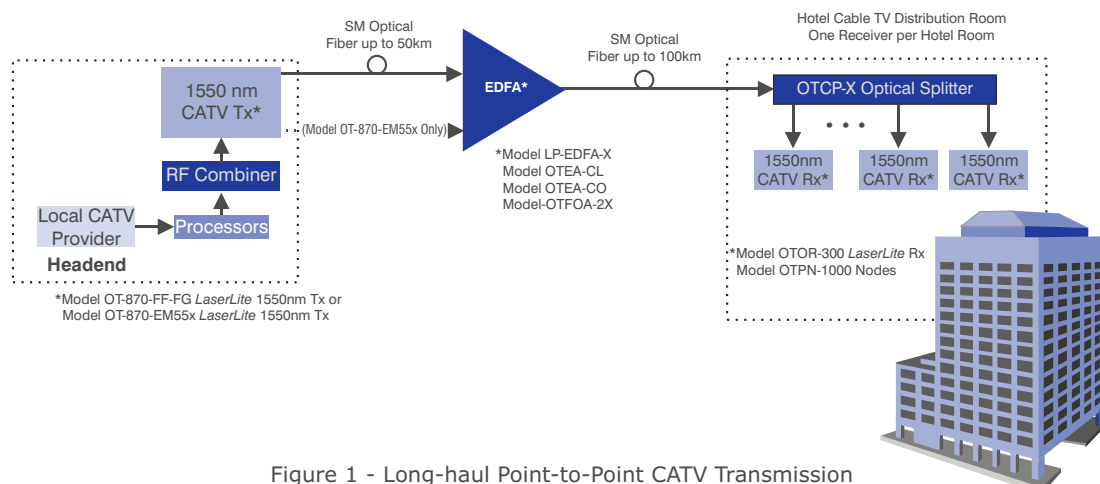 SM Optical
Fiber up to 50km
SM Optical
Fiber up to 100km
Hotel Cable TV Distribution Room
One Receiver per Hotel Room
1550 nm
CATV Tx*
(Model OT-870-EM55x Only)
EDFA*
OTCP-X Optical Splitter
RF Combiner
*Model LP-EDFA-X
Model OTEA-CL
Model OTEA-CO
Model-OTFOA-2X
1550nm
CATV Rx*
1550nm
CATV Rx*
1550nm
CATV Rx*
Local CATV
Provider
Processors
Headend
*Model OTOR-300 LaserLite Rx
Model OTPN-1000 Nodes
*Model OT-870-FF-FG LaserLite 1550nm Tx or
Model OT-870-EM55x LaserLite 1550nm Tx
Figure 1 - Long-haul Point-to-Point CATV Transmission